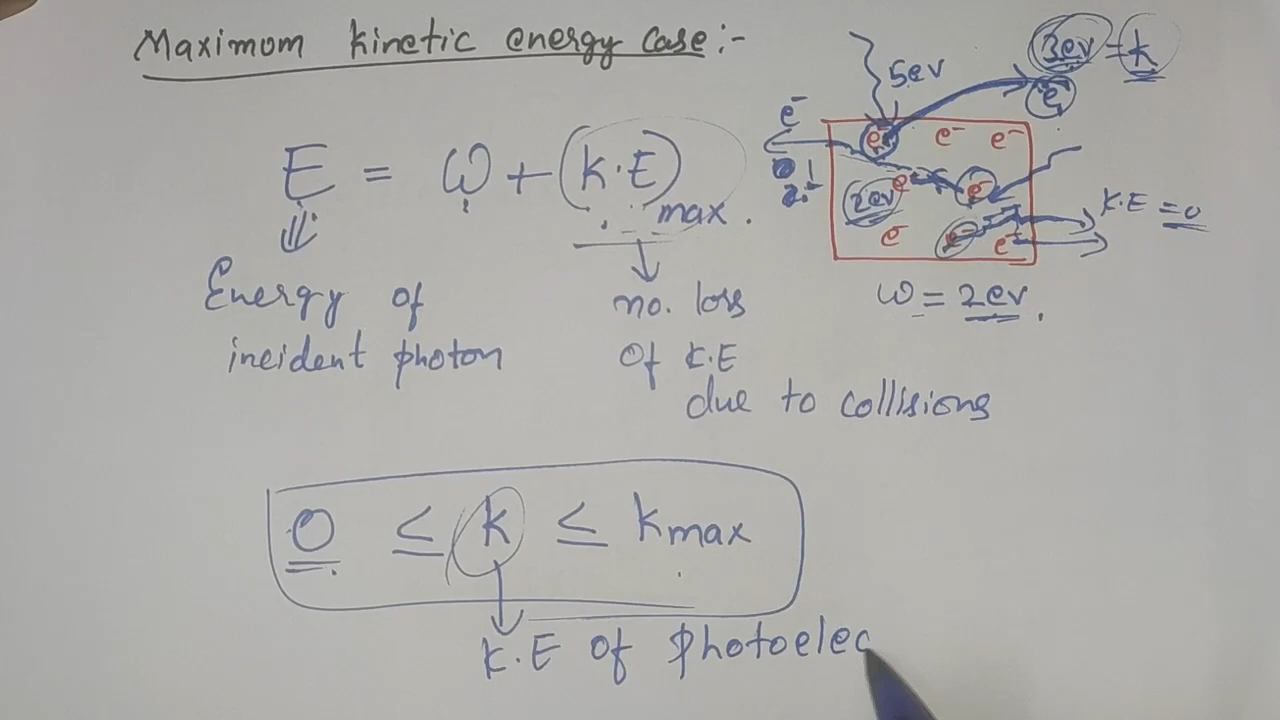 Maximum kinetic energy case :-
5ev
3ev = k
e-
e-
E = ω + (K.E)max.
e- e- e-
e- e-
2ev
e- e- e-
K.E = 0
ω = 2ev.
Energy of
incident photon
no. loss
of K.E
due to collisions
0 ≤ k ≤ kmax
K.E of photoelec